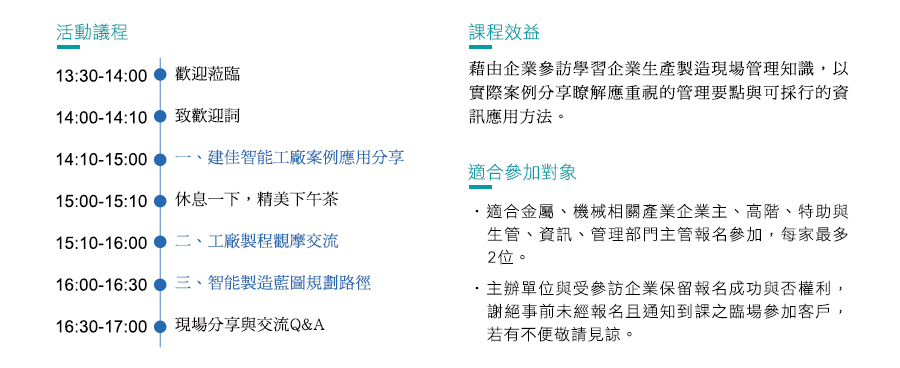 活動議程
13:30-14:00 歡迎蒞臨
14:00-14:10 致歡迎詞
14:10-15:00 一、建佳智能工廠案例應用分享
15:00-15:10 休息一下，精美下午茶
15:10-16:00 二、工廠製程觀摩交流
16:00-16:30 三、智能製造藍圖規劃路徑
16:30-17:00 現場分享與交流Q&A
課程效益
藉由企業參訪學習企業生產製造現場管理知識，以
實際案例分享瞭解應重視的管理要點與可採行的資
訊應用方法。
適合參加對象
・適合金屬、機械相關產業企業主、高階、特助與
生管、資訊、管理部門主管報名參加，每家最多
2位。
・主辦單位與受參訪企業保留報名成功與否權利，
謝絕事前未經報名且通知到課之臨場參加客戶，
若有不便敬請見諒。